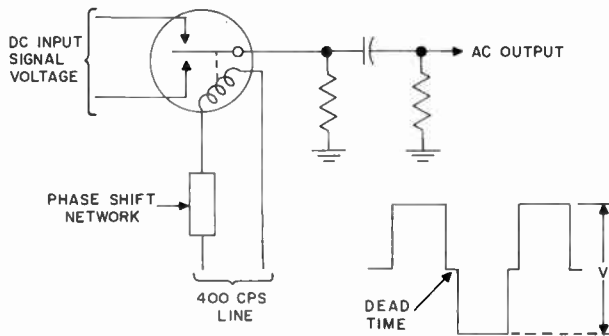 DC INPUT
SIGNAL
VOLTAGE
AC OUTPUT
PHASE SHIFT
NETWORK
400 CPS
LINE
DEAD
TIME
V